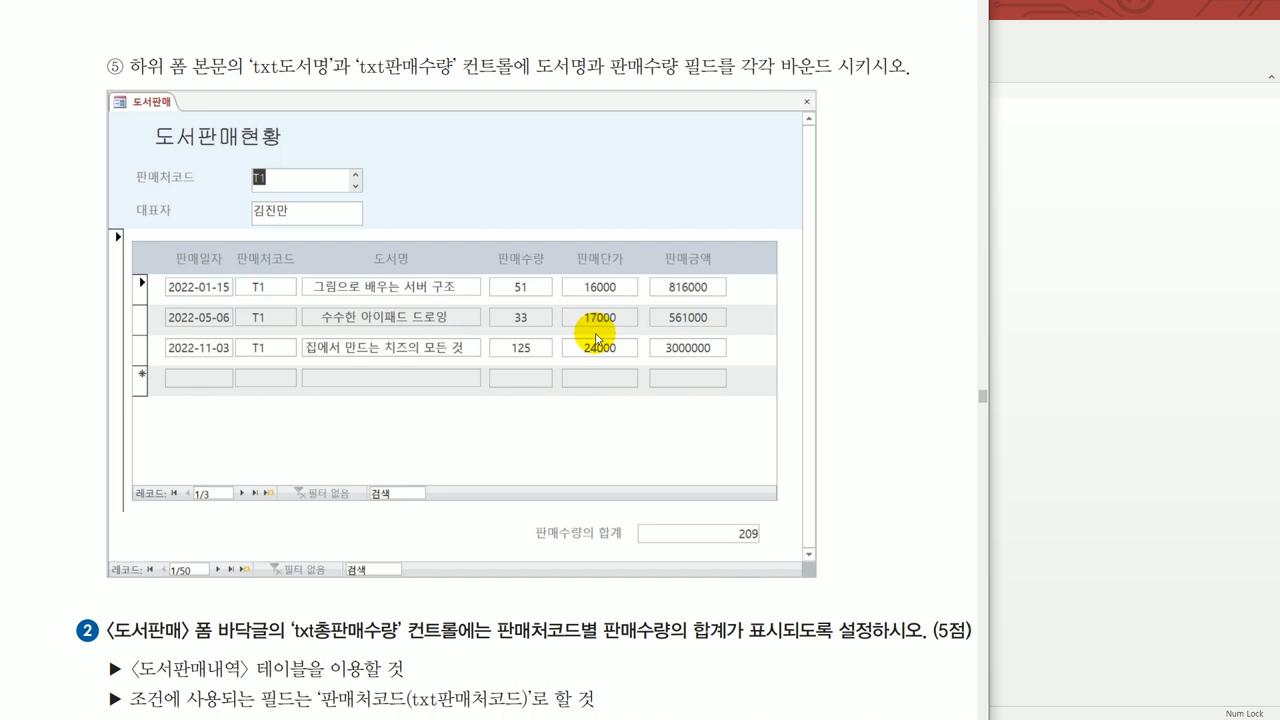 ⑤ 하위 폼 본문의 ‘txt도서명’과 ‘txt판매수량’ 컨트롤에 도서명과 판매수량 필드를 각각 바운드 시키시오.
도서판매
도서판매현황
판매처코드 T1
대표자 김진만
판매일자 판매처코드 도서명 판매수량 판매단가 판매금액
2022-01-15 T1 그림으로 배우는 서버 구조 51 16000 816000
2022-05-06 T1 수수한 아이패드 드로잉 33 17000 561000
2022-11-03 T1 집에서 만드는 치즈의 모든 것 125 24000 3000000
레코드: 1/3 필터 없음 검색
판매수량의 합계 209
레코드: 1/50 필터 없음 검색
2 〈도서판매〉 폼 바닥글의 ‘txt총판매수량’ 컨트롤에는 판매처코드별 판매수량의 합계가 표시되도록 설정하시오. (5점)
▶ 〈도서판매내역〉 테이블을 이용할 것
▶ 조건에 사용되는 필드는 ‘판매처코드(txt판매처코드)’로 할 것
Num Lock